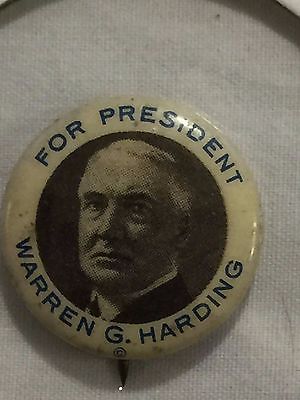 FOR PRESIDENT
WARREN G. HARDING
©